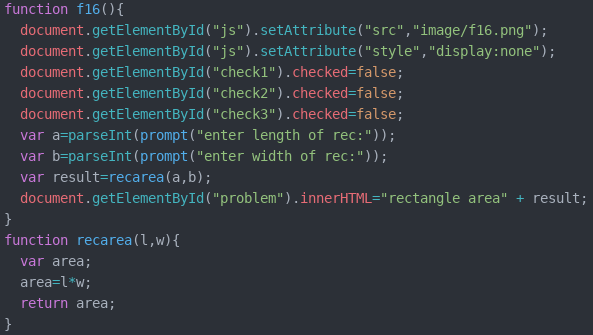 function f16(){
  document.getElementById("js").setAttribute("src","image/f16.png");
  document.getElementById("js").setAttribute("style","display:none");
  document.getElementById("check1").checked=false;
  document.getElementById("check2").checked=false;
  document.getElementById("check3").checked=false;
  var a=parseInt(prompt("enter length of rec:"));
  var b=parseInt(prompt("enter width of rec:"));
  var result=recarea(a,b);
  document.getElementById("problem").innerHTML="rectangle area" + result;
}
function recarea(l,w){
  var area;
  area=l*w;
  return area;
}